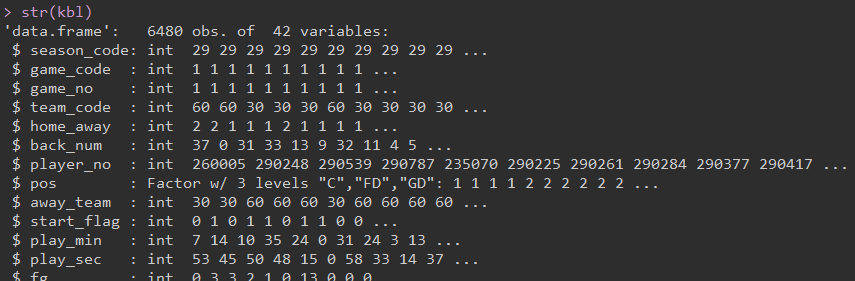 > str(kbl)
'data.frame':   6480 obs. of  42 variables:
 $ season_code: int  29 29 29 29 29 29 29 29 29 29 ...
 $ game_code  : int  1 1 1 1 1 1 1 1 1 1 ...
 $ game_no    : int  1 1 1 1 1 1 1 1 1 1 ...
 $ team_code  : int  60 60 30 30 30 60 30 30 30 30 ...
 $ home_away  : int  2 2 1 1 1 2 1 1 1 1 ...
 $ back_num   : int  37 0 31 33 13 9 32 11 4 5 ...
 $ player_no  : int  260005 290248 290539 290787 235070 290225 290261 290284 290377 290417 ...
 $ pos        : Factor w/ 3 levels "C","FD","GD": 1 1 1 1 2 2 2 2 2 2 ...
 $ away_team  : int  30 30 60 60 60 30 60 60 60 60 ...
 $ start_flag : int  0 1 0 1 1 0 1 1 0 0 ...
 $ play_min   : int  7 14 10 35 24 0 31 24 3 13 ...
 $ play_sec   : int  53 45 50 48 15 0 58 33 14 37 ...
 $ fg         : int  0 3 3 2 1 0 13 0 0 0